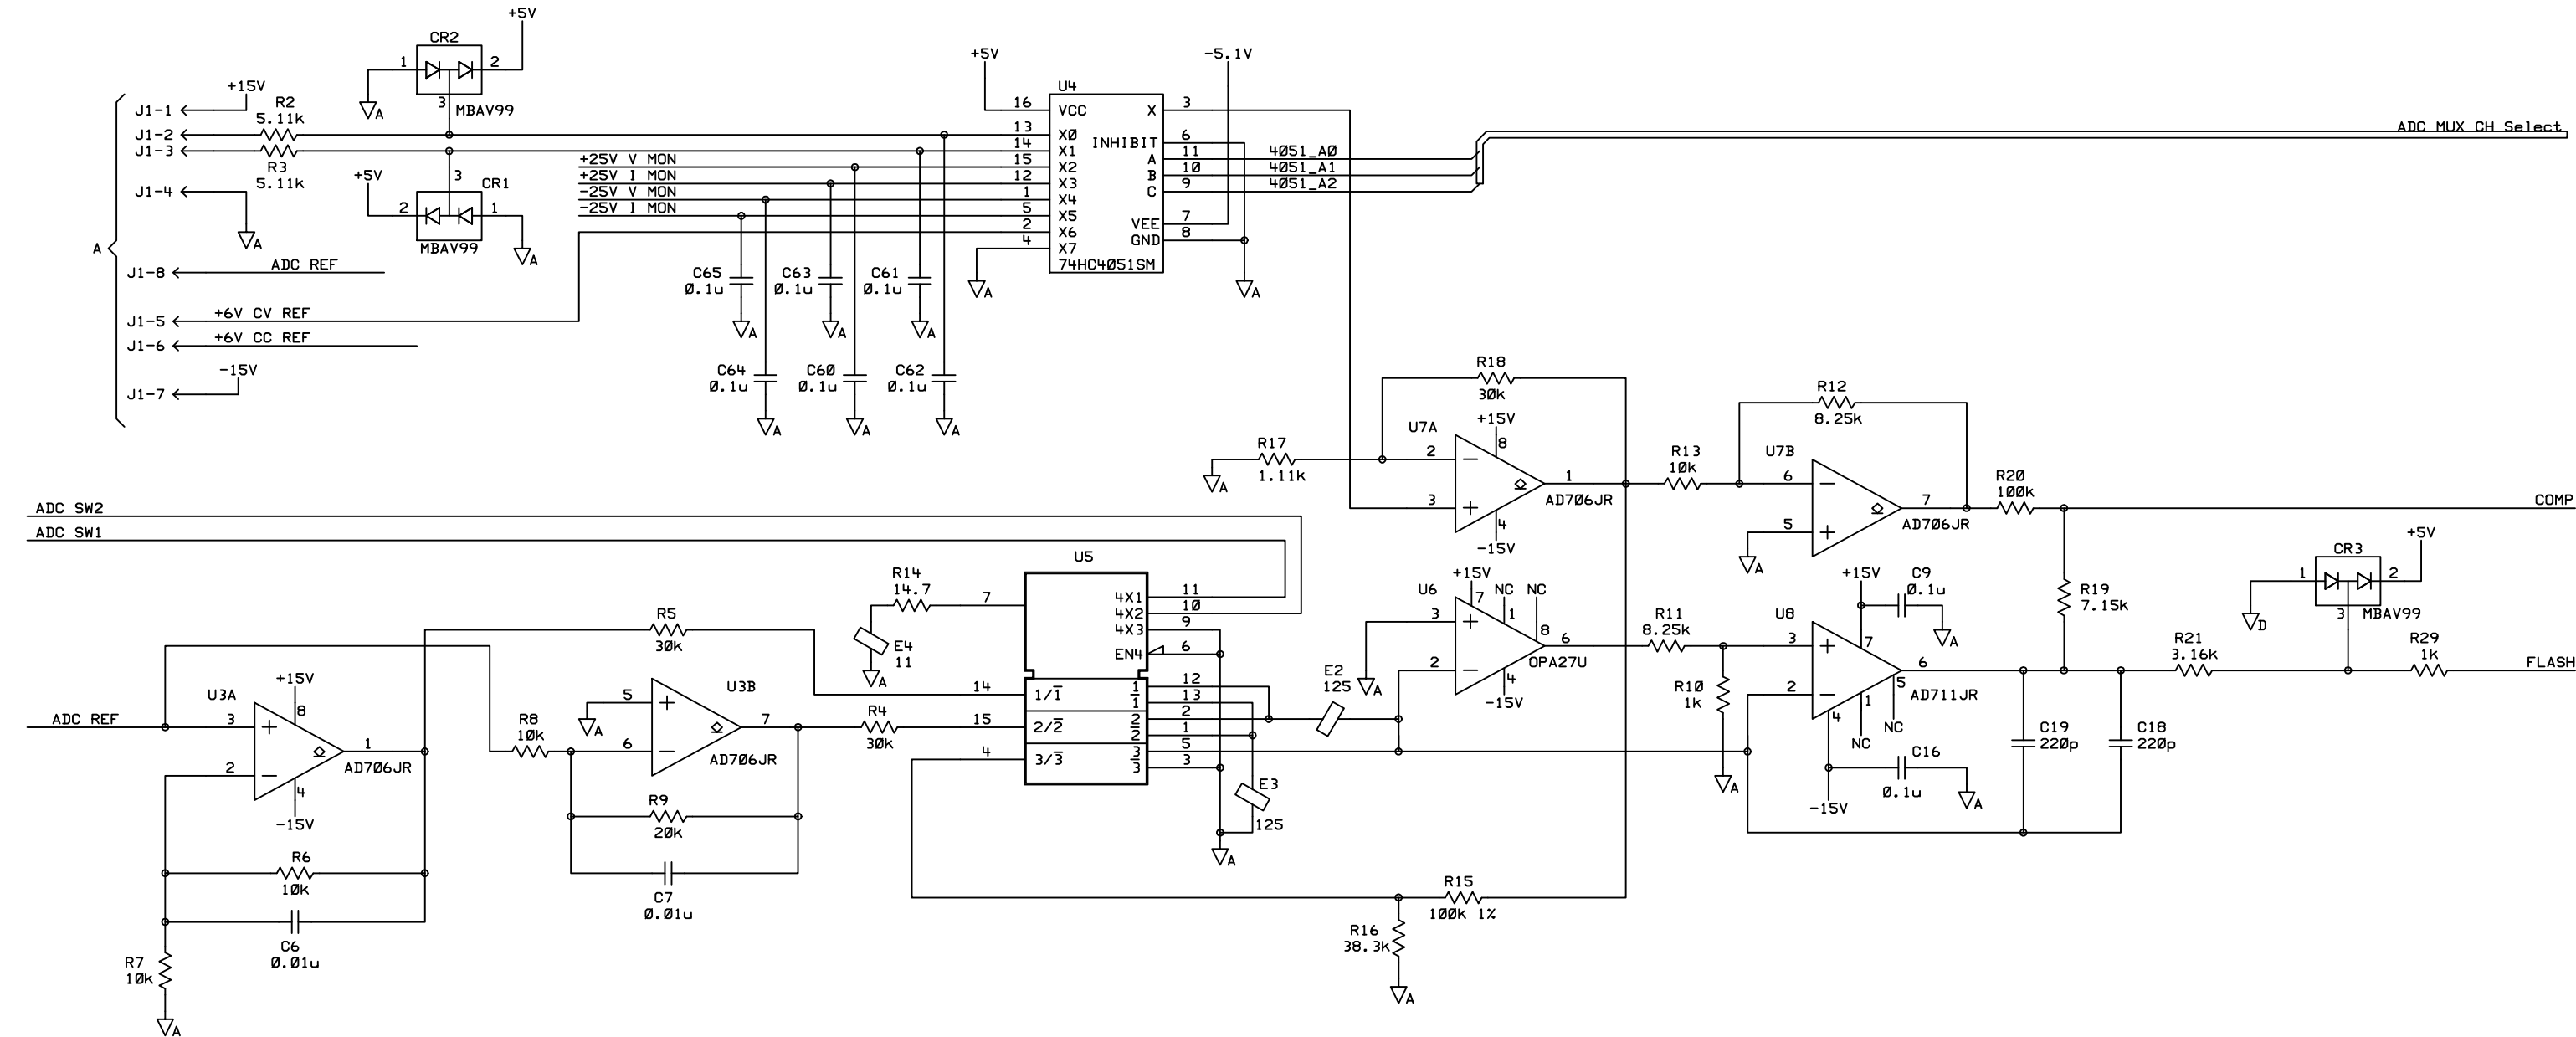 +5V
CR2
1
2
3
MBAV99
A
+15V
J1-1
R2
5.11k
J1-2
J1-3
R3
5.11k
+5V
3
CR1
2
1
MBAV99
A
J1-4
A
A
J1-8
ADC REF
J1-5
+6V CV REF
J1-6
+6V CC REF
-15V
J1-7
+25V V MON
+25V I MON
-25V V MON
-25V I MON
+5V
-5.1V
U4
16 VCC X 3
13 X0
14 X1 INHIBIT 6
15 X2 A 11 4051_A0
12 X3 B 10 4051_A1
1 X4 C 9 4051_A2
5 X5 VEE 7
2 X6 GND 8
4 X7
74HC4051SM
A
A
ADC MUX CH Select
C65
0.1u
C63
0.1u
C61
0.1u
A
A
A
C64
0.1u
C60
0.1u
C62
0.1u
A
A
A
R18
30k
U7A
+15V
8
R17
1.11k
A
2
3
1
4
-15V
AD706JR
R13
10k
R12
8.25k
U7B
6
5
7
AD706JR
A
R20
100k
COMP
R19
7.15k
ADC SW2
ADC SW1
U5
R14
14.7
7
E4
11
A
4X1 11
4X2 10
4X3 9
EN4 6
14 1/1 1 12
1 13
15 2/2 2 2
2 1
4 3/3 3 5
3 3
E2
125
E3
125
A
U6
+15V
NC
NC
7
1
8
3
2
6
4
-15V
OPA27U
A
R11
8.25k
R10
1k
A
U8
+15V
C9
0.1u
A
7
3
2
6
5
1
4
AD711JR
NC
NC
-15V
C16
0.1u
A
C19
220p
C18
220p
CR3
+5V
1
2
3
MBAV99
D
R21
3.16k
R29
1k
FLASH
ADC REF
U3A
+15V
8
3
2
1
4
-15V
AD706JR
R5
30k
R6
10k
C6
0.01u
R7
10k
A
R8
10k
U3B
5
6
7
AD706JR
A
R9
20k
C7
0.01u
R4
30k
R15
100k 1%
R16
38.3k
A